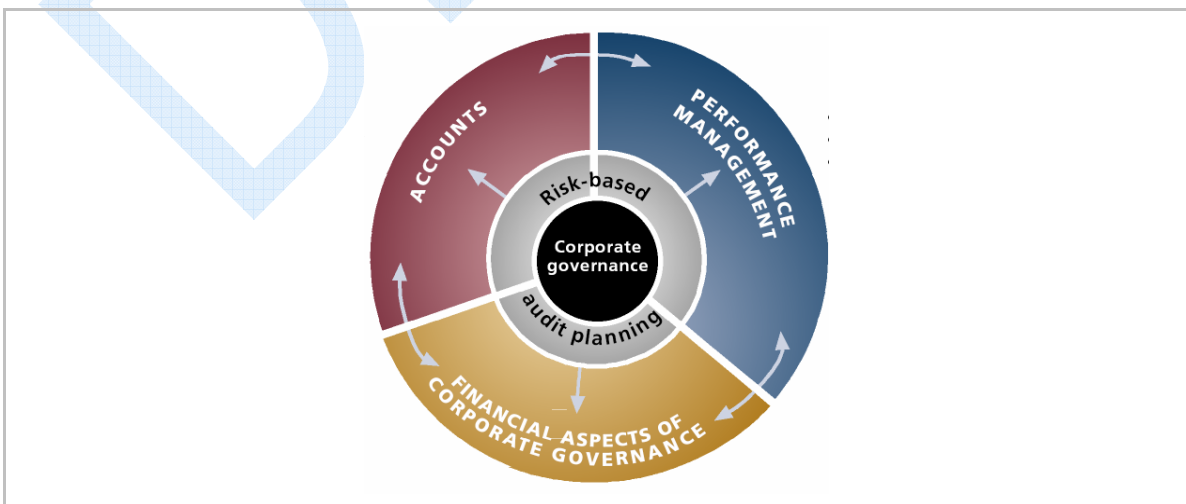 ACCOUNTS
PERFORMANCE
MANAGEMENT
Risk-based
Corporate
governance
audit planning
FINANCIAL ASPECTS OF
CORPORATE GOVERNANCE